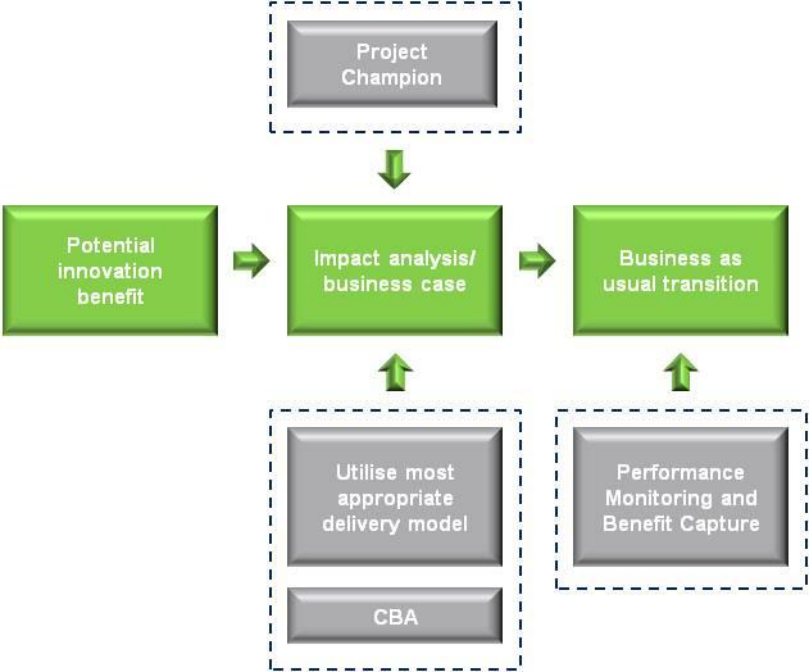 Project
Champion
Potential
innovation
benefit
Impact analysis/
business case
Business as
usual transition
Utilise most
appropriate
delivery model
CBA
Performance
Monitoring and
Benefit Capture